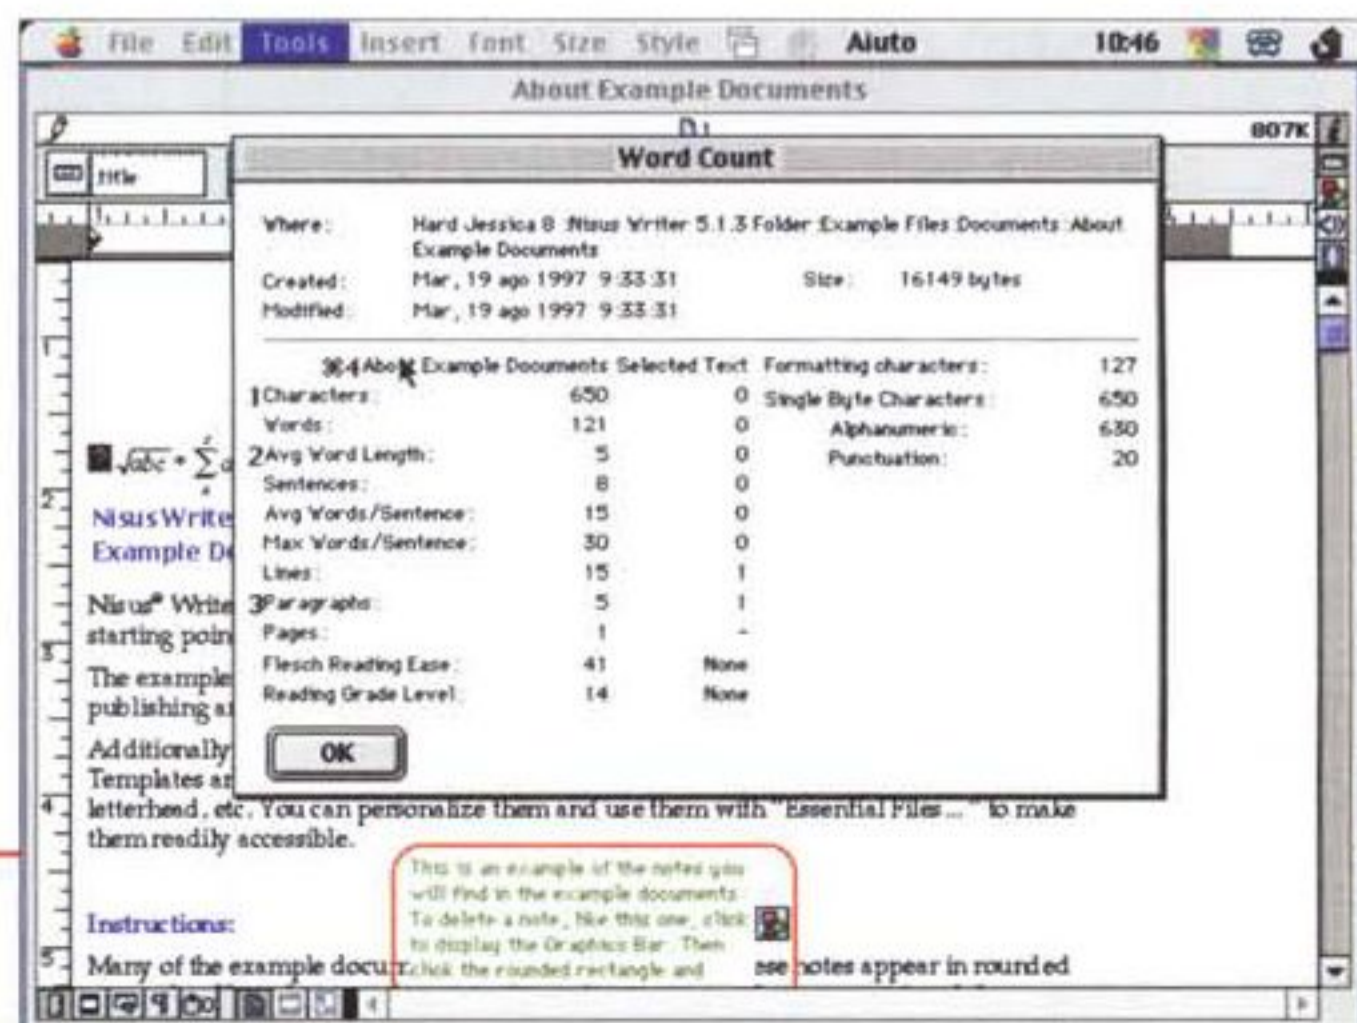 File Edit Tools Insert Font Size Style Aiuto 10:46
About Example Documents
1 807K
title
Word Count
Where: Hard Jessica 8 :Nisus Writer 5.1.3 Folder:Example Files:Documents:About
Example Documents
Created: Mar, 19 ago 1997 9:33:31 Size: 16149 bytes
Modified: Mar, 19 ago 1997 9:33:31
⌘4 About Example Documents Selected Text Formatting characters: 127
1 Characters: 650 0 Single Byte Characters: 650
Words: 121 0 Alphanumeric: 630
2 Avg Word Length: 5 0 Punctuation: 20
Sentences: 8 0
Avg Words/Sentence: 15 0
Max Words/Sentence: 30 0
Lines: 15 1
3 Paragraphs: 5 1
Pages: 1 -
Flesch Reading Ease: 41 None
Reading Grade Level: 14 None
OK
√abc + ∑
Nisus Write
Example D
Nisus® Write
starting poin
The example
publishing a
Additionally
Templates ar
letterhead, etc. You can personalize them and use them with "Essential Files..." to make
them readily accessible.
This is an example of the notes you
will find in the example documents.
To delete a note, like this one, click
to display the Graphics Bar. Then
click the rounded rectangle and
Instructions:
Many of the example docum ese notes appear in rounded